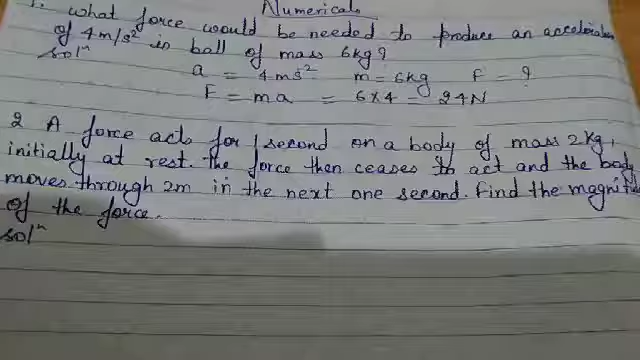 Numericals
1. What force would be needed to produce an acceleration
of 4m/s² in ball of mass 6kg?
solⁿ
a = 4ms² m = 6kg F = ?
F = ma = 6×4 = 24N
2 A force acts for 1 second on a body of mass 2kg,
initially at rest. the force then ceases to act and the body
moves through 2m in the next one second. Find the magnitu
of the force.
solⁿ